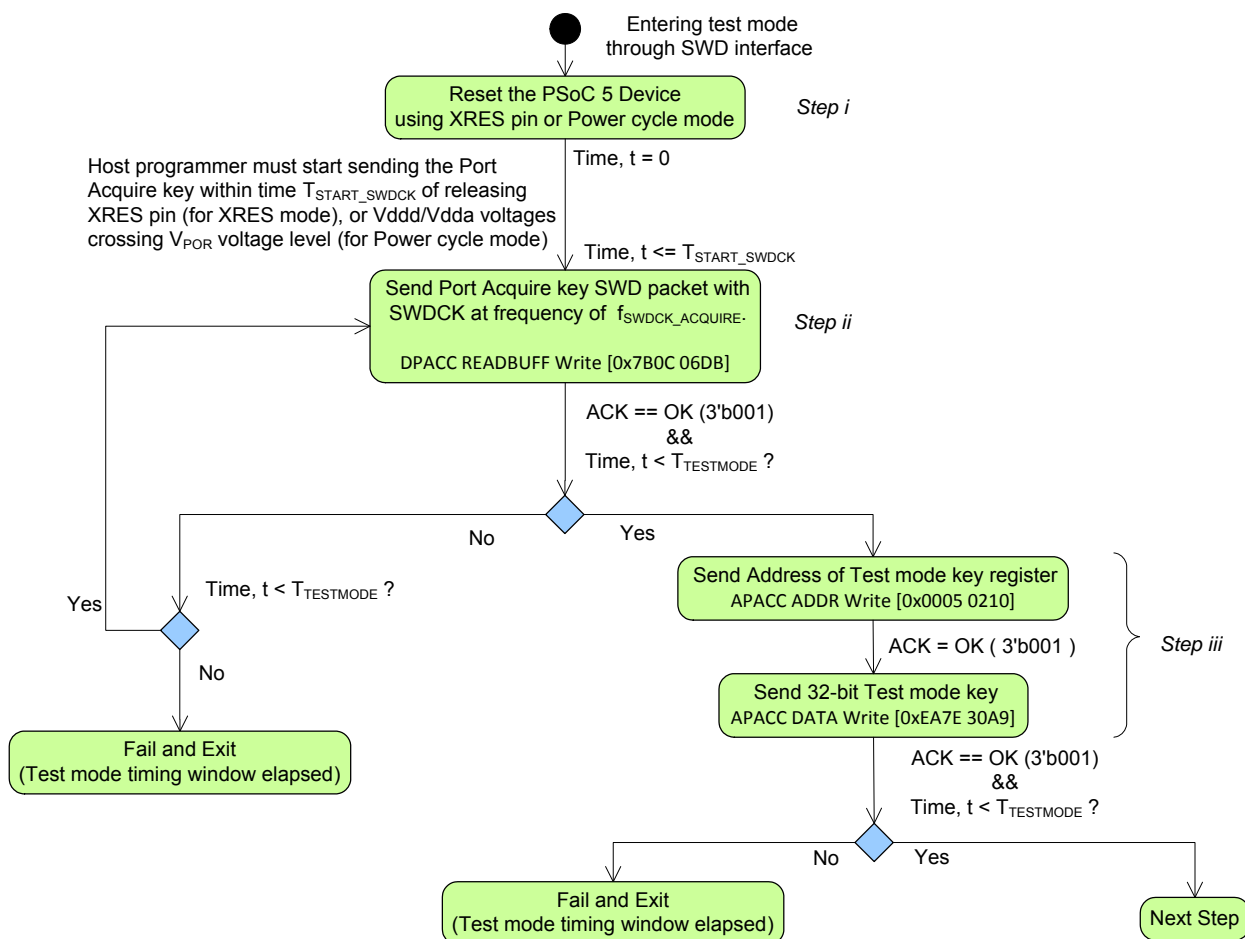 Entering test mode
through SWD interface
Reset the PSoC 5 Device
using XRES pin or Power cycle mode
Step i
Time, t = 0
Host programmer must start sending the Port
Acquire key within time TSTART_SWDCK of releasing
XRES pin (for XRES mode), or Vddd/Vdda voltages
crossing VPOR voltage level (for Power cycle mode)
Time, t <= TSTART_SWDCK
Send Port Acquire key SWD packet with
SWDCK at frequency of fSWDCK_ACQUIRE.
DPACC READBUFF Write [0x7B0C 06DB]
Step ii
ACK == OK (3'b001)
&&
Time, t < TTESTMODE ?
No
Yes
Time, t < TTESTMODE ?
Yes
No
Fail and Exit
(Test mode timing window elapsed)
Send Address of Test mode key register
APACC ADDR Write [0x0005 0210]
ACK = OK ( 3'b001 )
Send 32-bit Test mode key
APACC DATA Write [0xEA7E 30A9]
Step iii
ACK == OK (3'b001)
&&
Time, t < TTESTMODE ?
No
Yes
Fail and Exit
(Test mode timing window elapsed)
Next Step